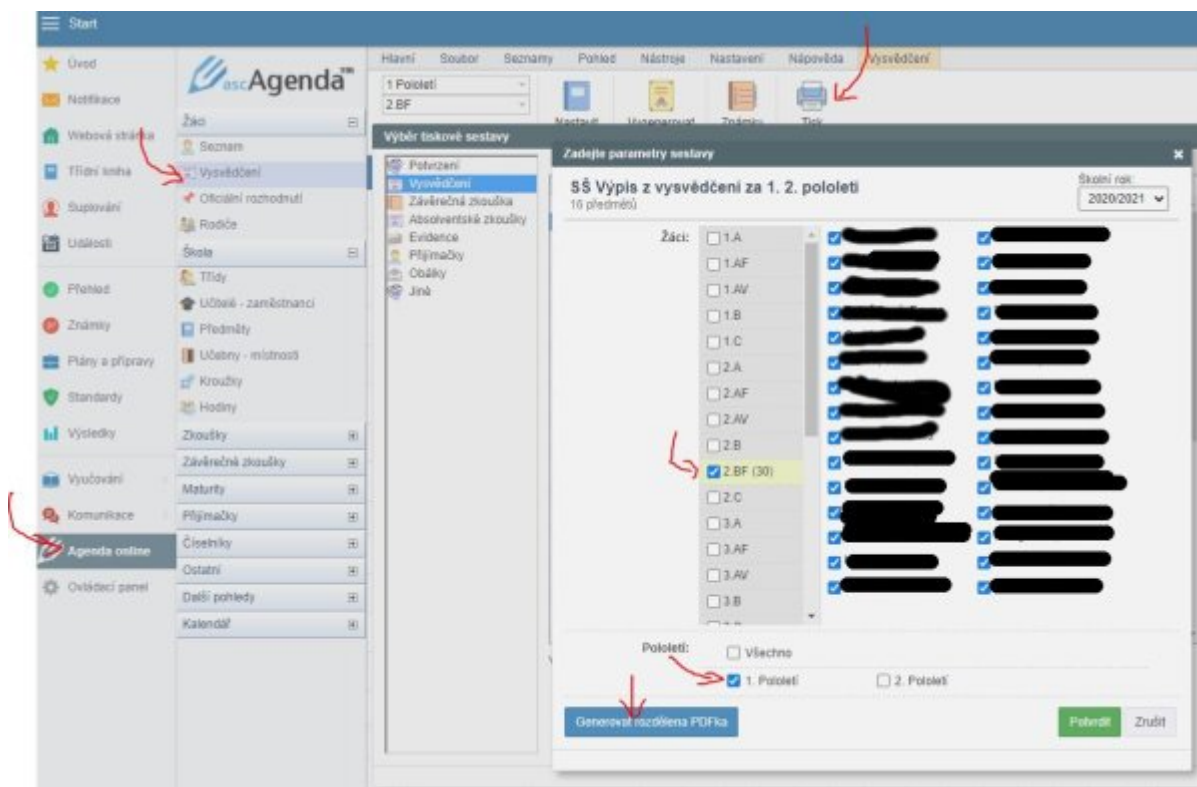 Start
Úvod
Notifikace
Webová stránka
Třídní kniha
Suplování
Události
Přehled
Známky
Plány a přípravy
Standardy
Výsledky
Vyučování
Komunikace
Agenda online
Ovládací panel
ascAgenda™
Žáci
Seznam
Vysvědčení
Oficiální rozhodnutí
Rodiče
Škola
Třídy
Učitelé - zaměstnanci
Předměty
Učebny - místnosti
Kroužky
Hodiny
Zkoušky
Závěrečné zkoušky
Maturity
Přijímačky
Číselníky
Ostatní
Další pohledy
Kalendář
Hlavní Soubor Seznamy Pohled Nástroje Nastavení Nápověda Vysvědčení
1 Pololetí
2.BF
Nastavit Vygenerovat Známky Tisk
Výběr tiskové sestavy
Potvrzení
Vysvědčení
Závěrečná zkouška
Absolventské zkoušky
Evidence
Přijímačky
Obálky
Jiné
Zadejte parametry sestavy
SŠ Výpis z vysvědčení za 1. 2. pololetí
16 předmětů
Školní rok:
2020/2021
Žáci:
1.A
1.AF
1.AV
1.B
1.C
2.A
2.AF
2.AV
2.B
2.BF (30)
2.C
3.A
3.AF
3.AV
3.B
Pololetí:
Všechno
1. Pololetí 2. Pololetí
Generovat rozdělena PDFka
Potvrdit Zrušit